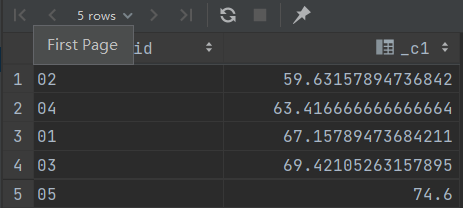 5 rows
First Page
id
_c1
1 02 59.63157894736842
2 04 63.416666666666664
3 01 67.15789473684211
4 03 69.42105263157895
5 05 74.6